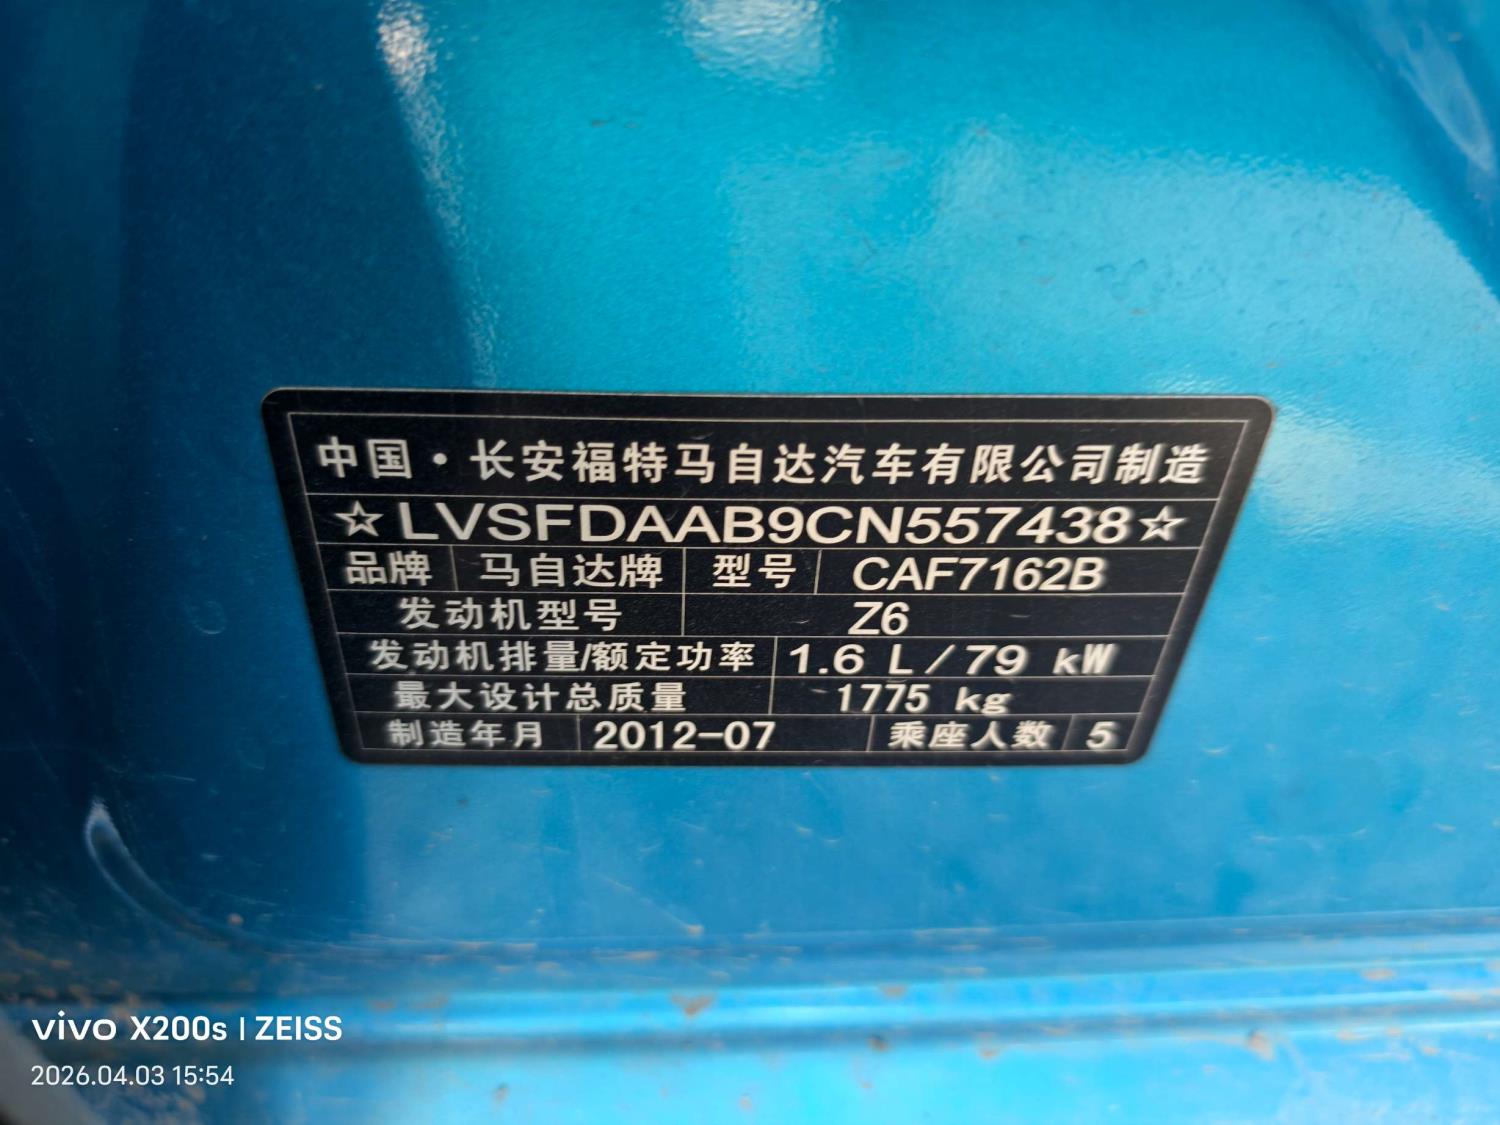 中国·长安福特马自达汽车有限公司制造
☆LVSFDAAB9CN557438☆
品牌 马自达牌 型号 CAF7162B
发动机型号 Z6
发动机排量/额定功率 1.6 L/79 kW
最大设计总质量 1775 kg
制造年月 2012-07 乘座人数 5
vivo X200s | ZEISS
2026.04.03 15:54